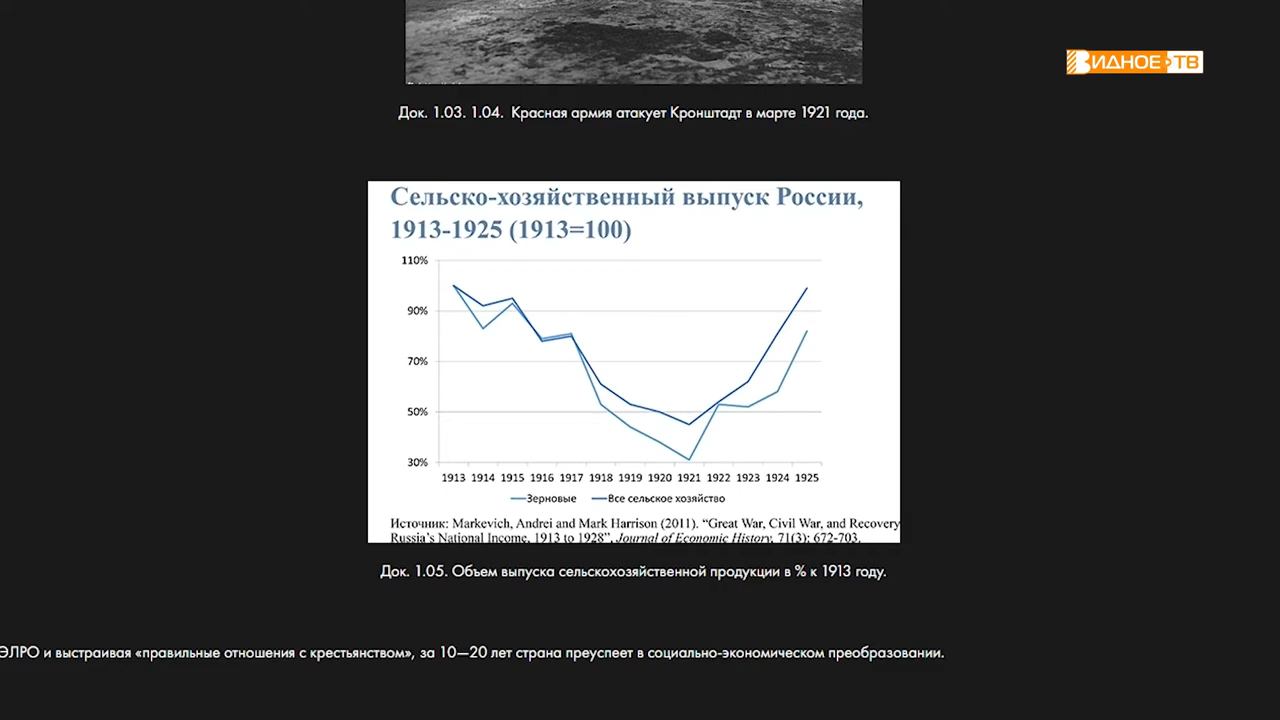 ВИДНОЕ ТВ
Док. 1.03. 1.04. Красная армия атакует Кронштадт в марте 1921 года.
Сельско-хозяйственный выпуск России,
1913-1925 (1913=100)
110%
90%
70%
50%
30%
1913 1914 1915 1916 1917 1918 1919 1920 1921 1922 1923 1924 1925
Зерновые Все сельское хозяйство
Источник: Markevich, Andrei and Mark Harrison (2011). “Great War, Civil War, and Recovery
Russia’s National Income, 1913 to 1928”, Journal of Economic History, 71(3): 672-703.
Док. 1.05. Объем выпуска сельскохозяйственной продукции в % к 1913 году.
ЭЛРО и выстраивая «правильные отношения с крестьянством», за 10—20 лет страна преуспеет в социально-экономическом преобразовании.